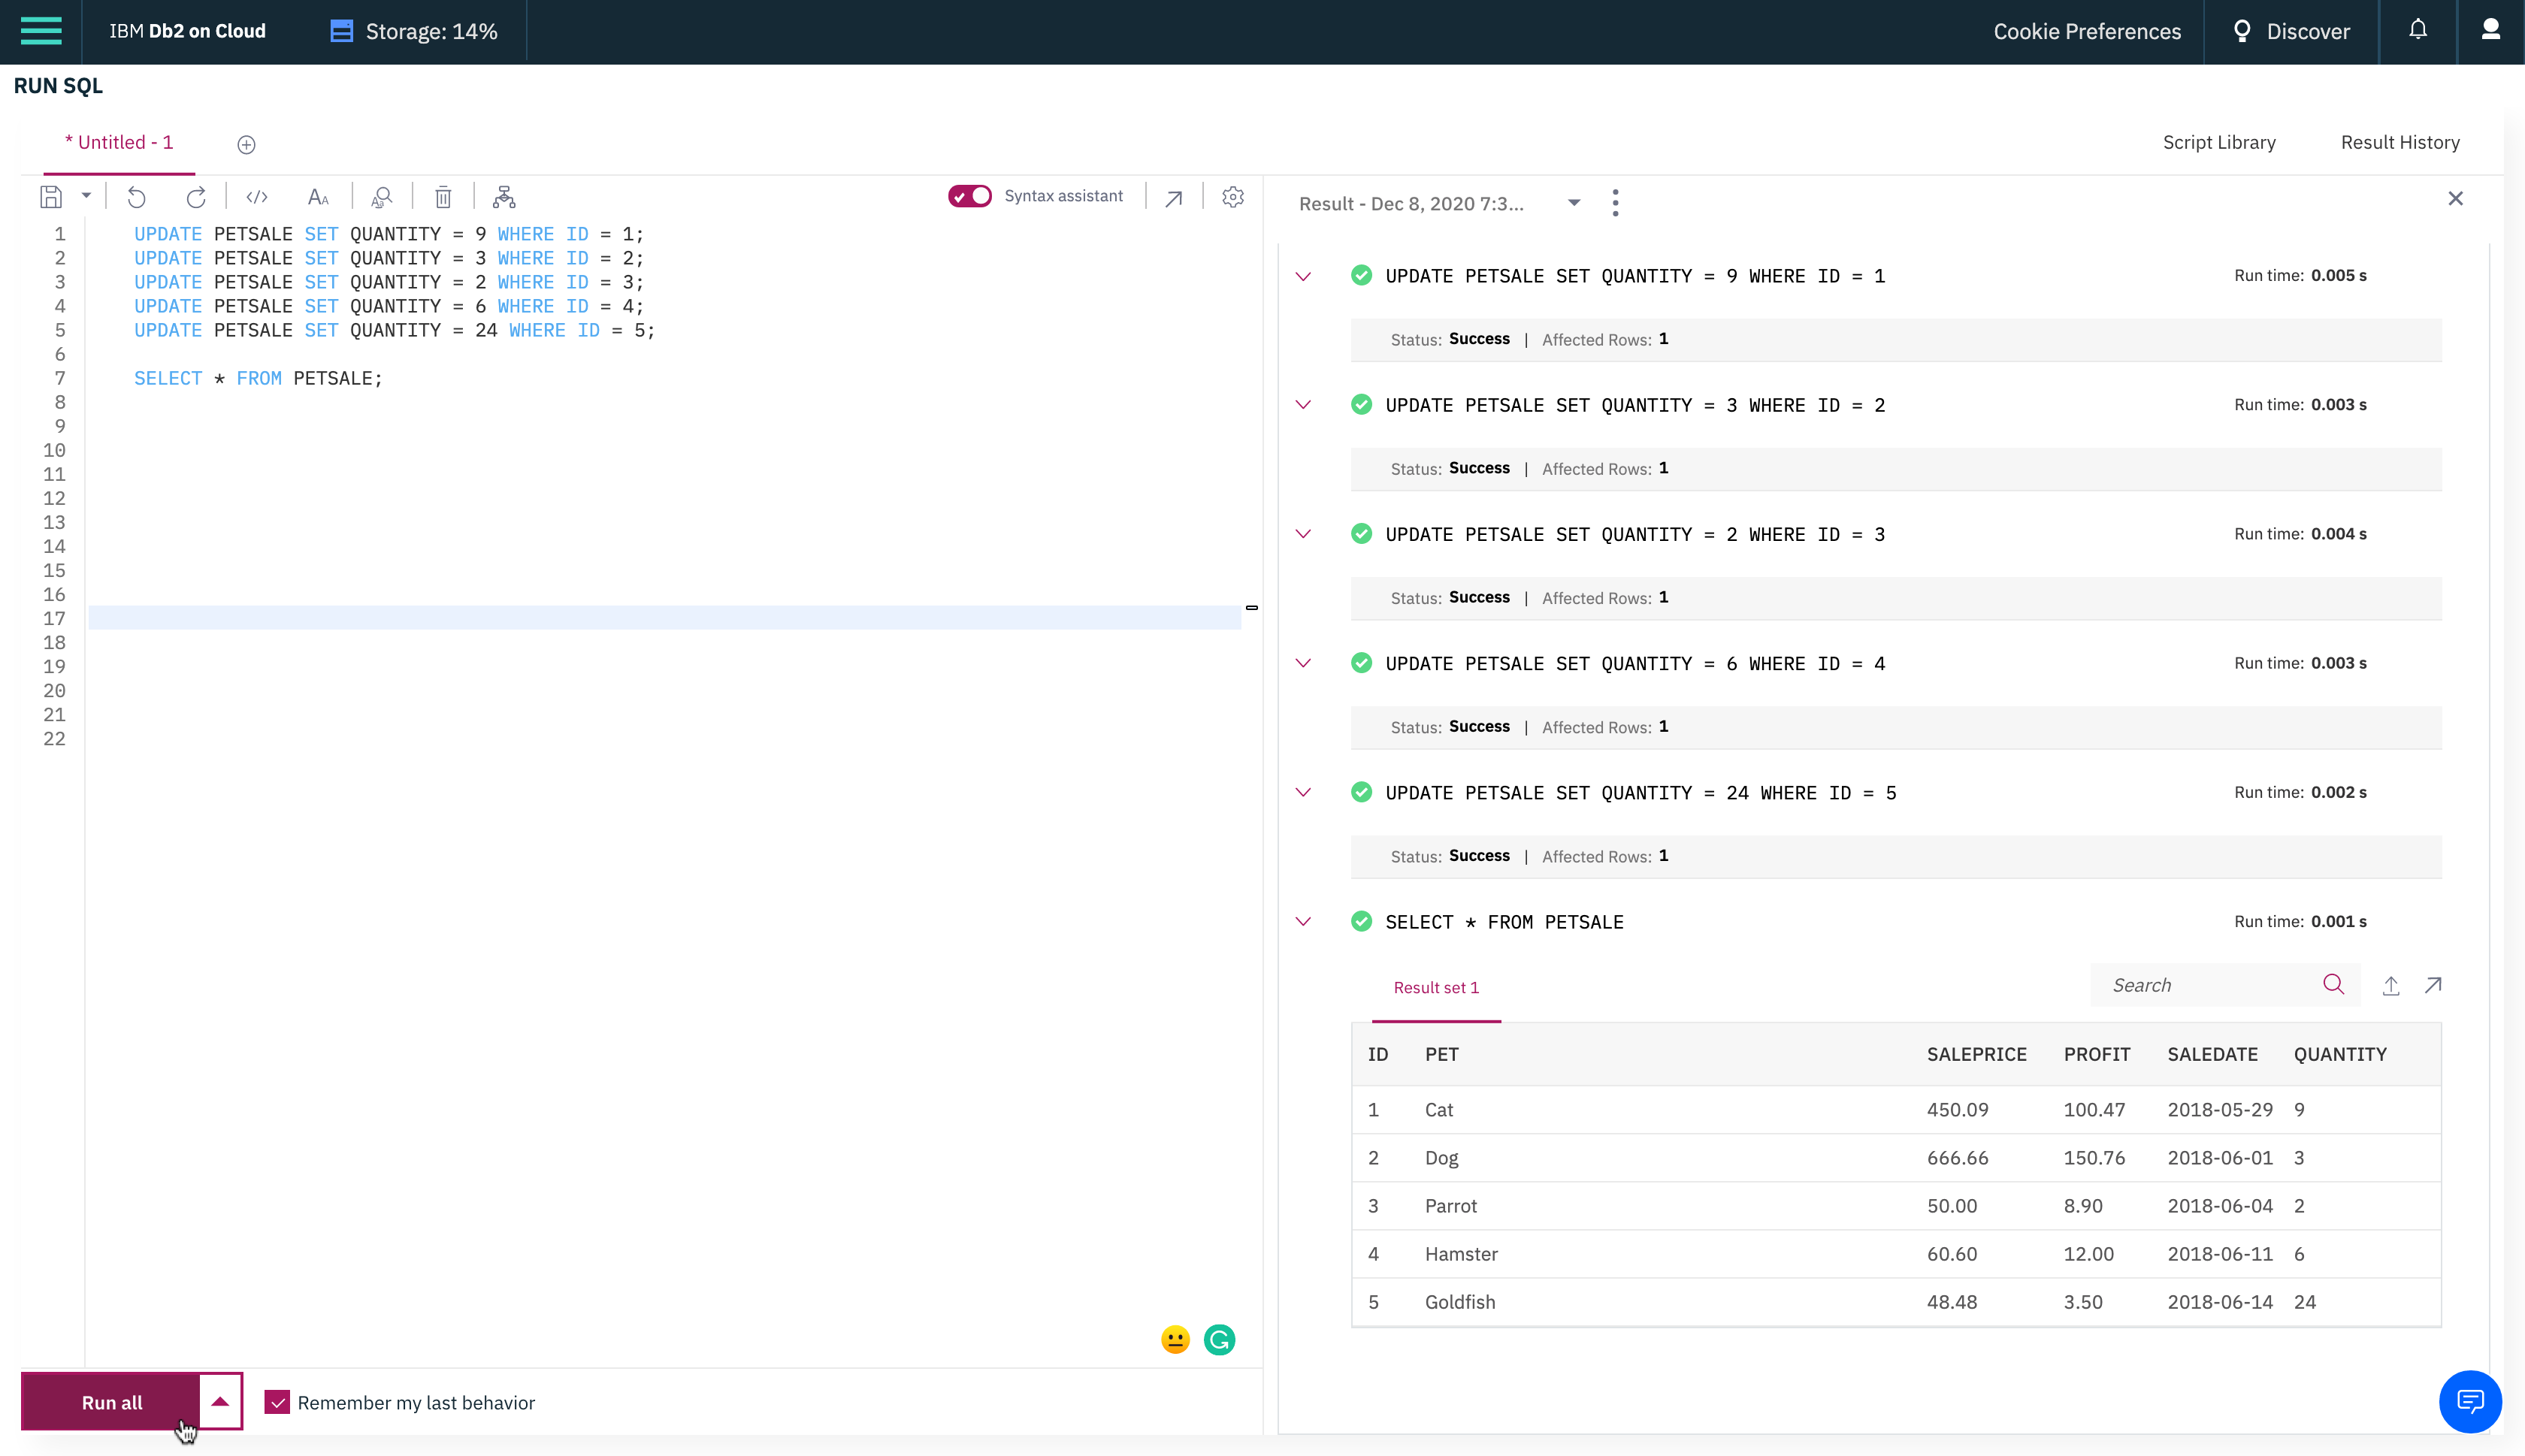 IBM Db2 on Cloud
Storage: 14%
Cookie Preferences
Discover
RUN SQL
* Untitled - 1
Script Library
Result History
Syntax assistant
1 UPDATE PETSALE SET QUANTITY = 9 WHERE ID = 1;
2 UPDATE PETSALE SET QUANTITY = 3 WHERE ID = 2;
3 UPDATE PETSALE SET QUANTITY = 2 WHERE ID = 3;
4 UPDATE PETSALE SET QUANTITY = 6 WHERE ID = 4;
5 UPDATE PETSALE SET QUANTITY = 24 WHERE ID = 5;
6
7 SELECT * FROM PETSALE;
8
9
10
11
12
13
14
15
16
17
18
19
20
21
22
Run all
Remember my last behavior
Result - Dec 8, 2020 7:3...
UPDATE PETSALE SET QUANTITY = 9 WHERE ID = 1 Run time: 0.005 s
Status: Success | Affected Rows: 1
UPDATE PETSALE SET QUANTITY = 3 WHERE ID = 2 Run time: 0.003 s
Status: Success | Affected Rows: 1
UPDATE PETSALE SET QUANTITY = 2 WHERE ID = 3 Run time: 0.004 s
Status: Success | Affected Rows: 1
UPDATE PETSALE SET QUANTITY = 6 WHERE ID = 4 Run time: 0.003 s
Status: Success | Affected Rows: 1
UPDATE PETSALE SET QUANTITY = 24 WHERE ID = 5 Run time: 0.002 s
Status: Success | Affected Rows: 1
SELECT * FROM PETSALE Run time: 0.001 s
Result set 1
Search
ID PET SALEPRICE PROFIT SALEDATE QUANTITY
1 Cat 450.09 100.47 2018-05-29 9
2 Dog 666.66 150.76 2018-06-01 3
3 Parrot 50.00 8.90 2018-06-04 2
4 Hamster 60.60 12.00 2018-06-11 6
5 Goldfish 48.48 3.50 2018-06-14 24